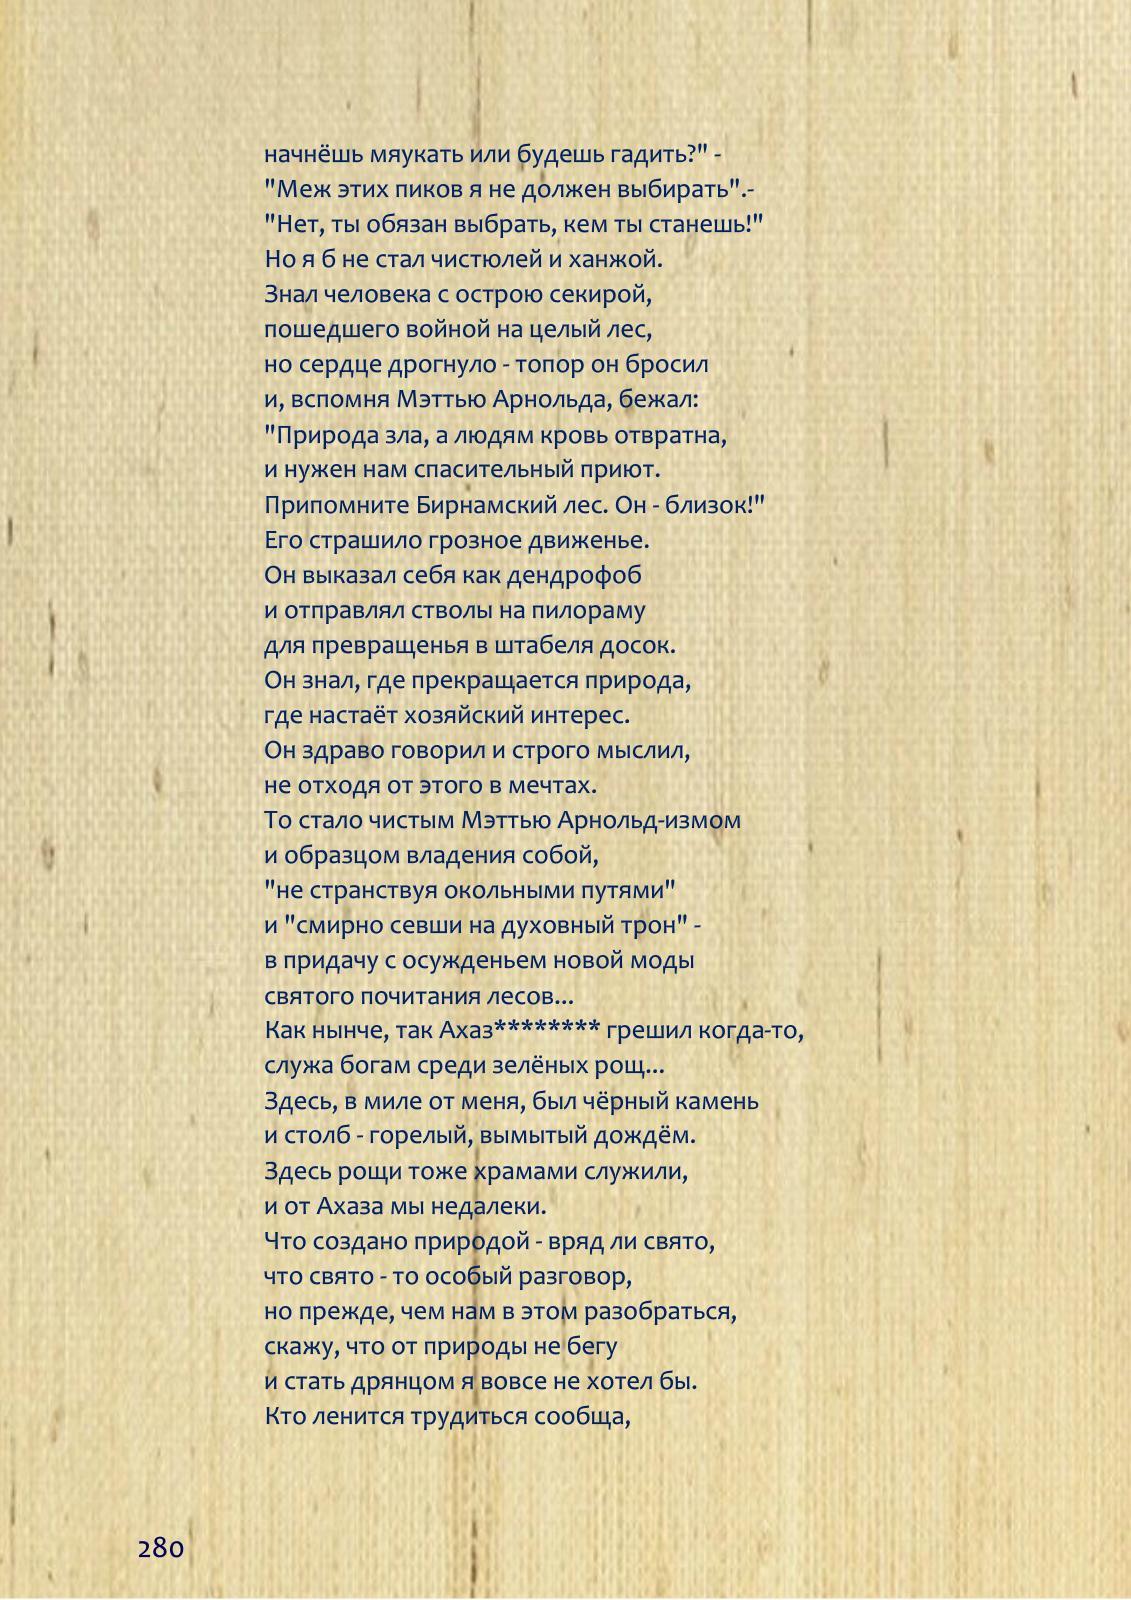 начнёшь мяукать или будешь гадить?" -
"Меж этих пиков я не должен выбирать".-
"Нет, ты обязан выбрать, кем ты станешь!"
Но я б не стал чистюлей и ханжой.
Знал человека с острою секирой,
пошедшего войной на целый лес,
но сердце дрогнуло - топор он бросил
и, вспомня Мэттью Арнольда, бежал:
"Природа зла, а людям кровь отвратна,
и нужен нам спасительный приют.
Припомните Бирнамский лес. Он - близок!"
Его страшило грозное движенье.
Он выказал себя как дендрофоб
и отправлял стволы на пилораму
для превращенья в штабеля досок.
Он знал, где прекращается природа,
где настаёт хозяйский интерес.
Он здраво говорил и строго мыслил,
не отходя от этого в мечтах.
То стало чистым Мэттью Арнольд-измом
и образцом владения собой,
"не странствуя окольными путями"
и "смирно севши на духовный трон" -
в придачу с осужденьем новой моды
святого почитания лесов...
Как нынче, так Ахаз******** грешил когда-то,
служа богам среди зелёных рощ...
Здесь, в миле от меня, был чёрный камень
и столб - горелый, вымытый дождём.
Здесь рощи тоже храмами служили,
и от Ахаза мы недалеки.
Что создано природой - вряд ли свято,
что свято - то особый разговор,
но прежде, чем нам в этом разобраться,
скажу, что от природы не бегу
и стать дрянцом я вовсе не хотел бы.
Кто ленится трудиться сообща,
280